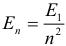 Eₙ = E₁/n²